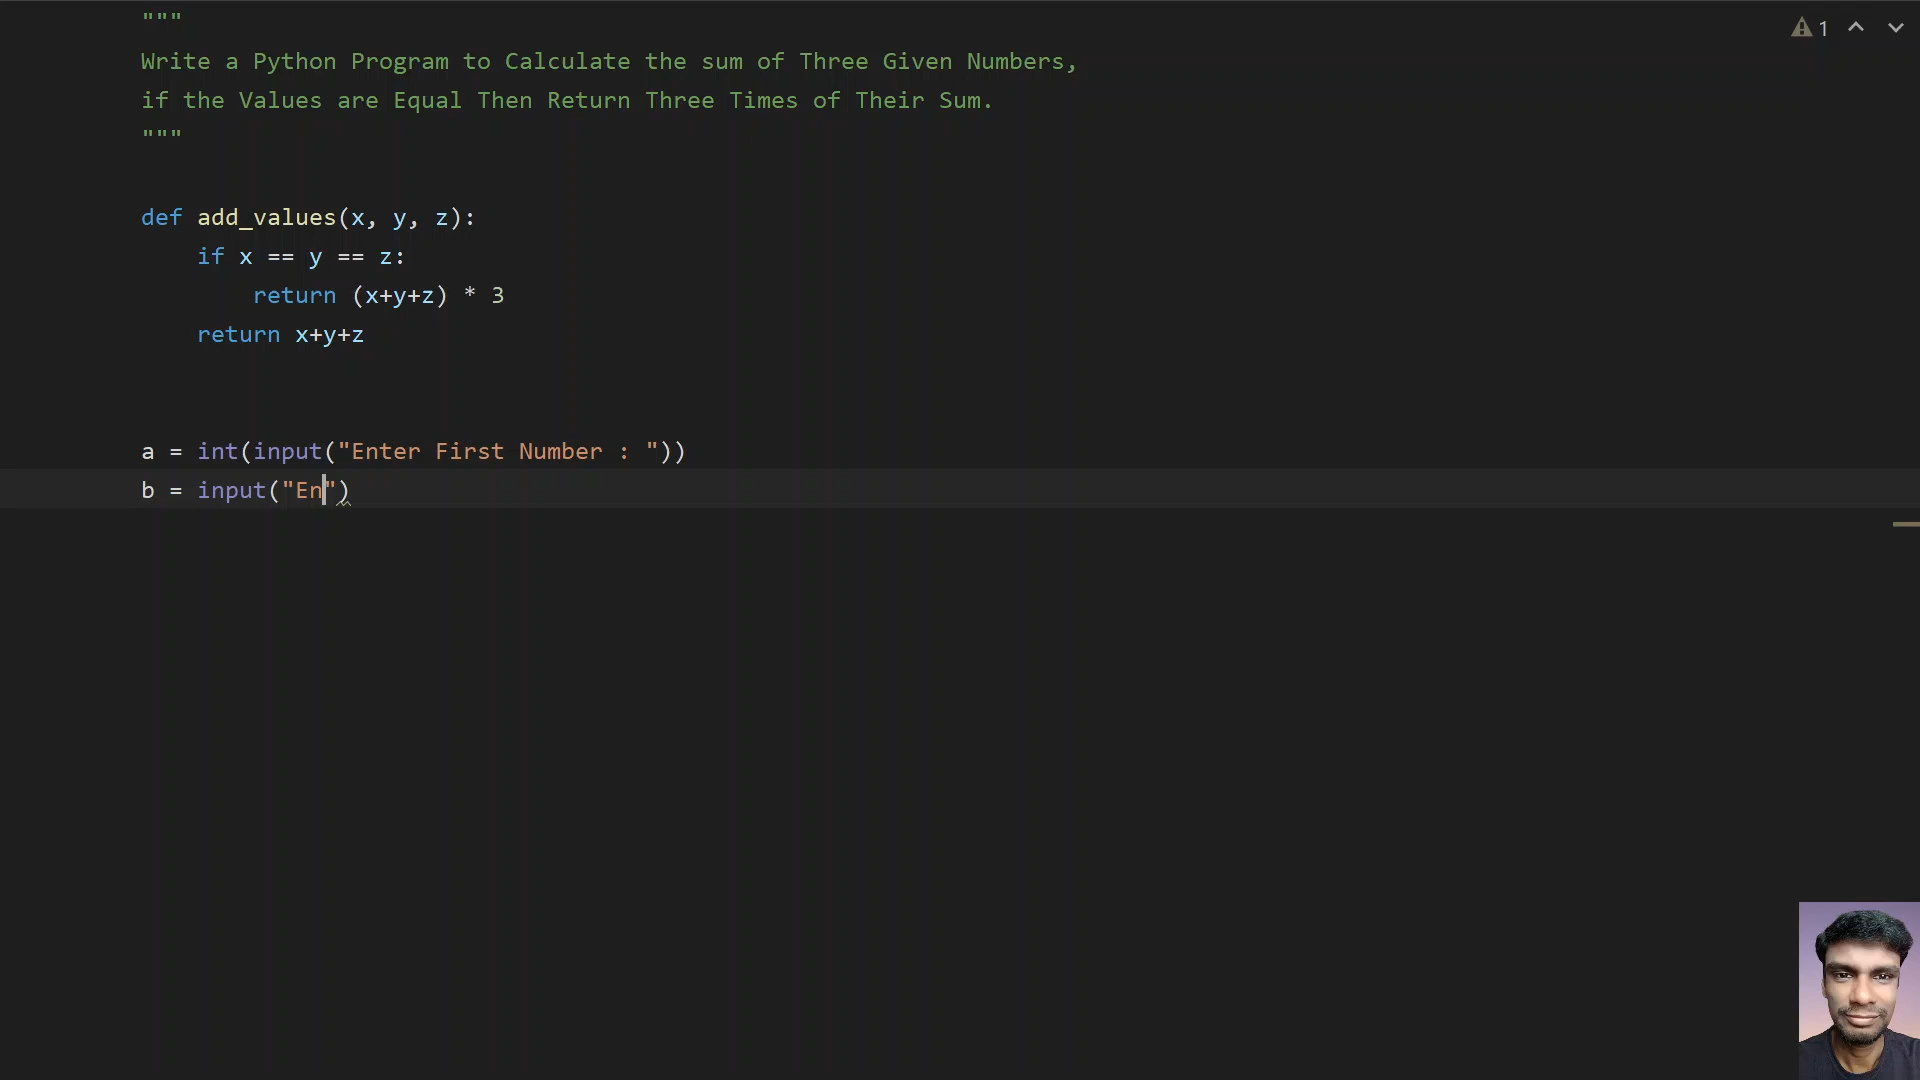 """
Write a Python Program to Calculate the sum of Three Given Numbers,
if the Values are Equal Then Return Three Times of Their Sum.
"""
def add_values(x, y, z):
    if x == y == z:
        return (x+y+z) * 3
    return x+y+z
a = int(input("Enter First Number : "))
b = input("En")
1